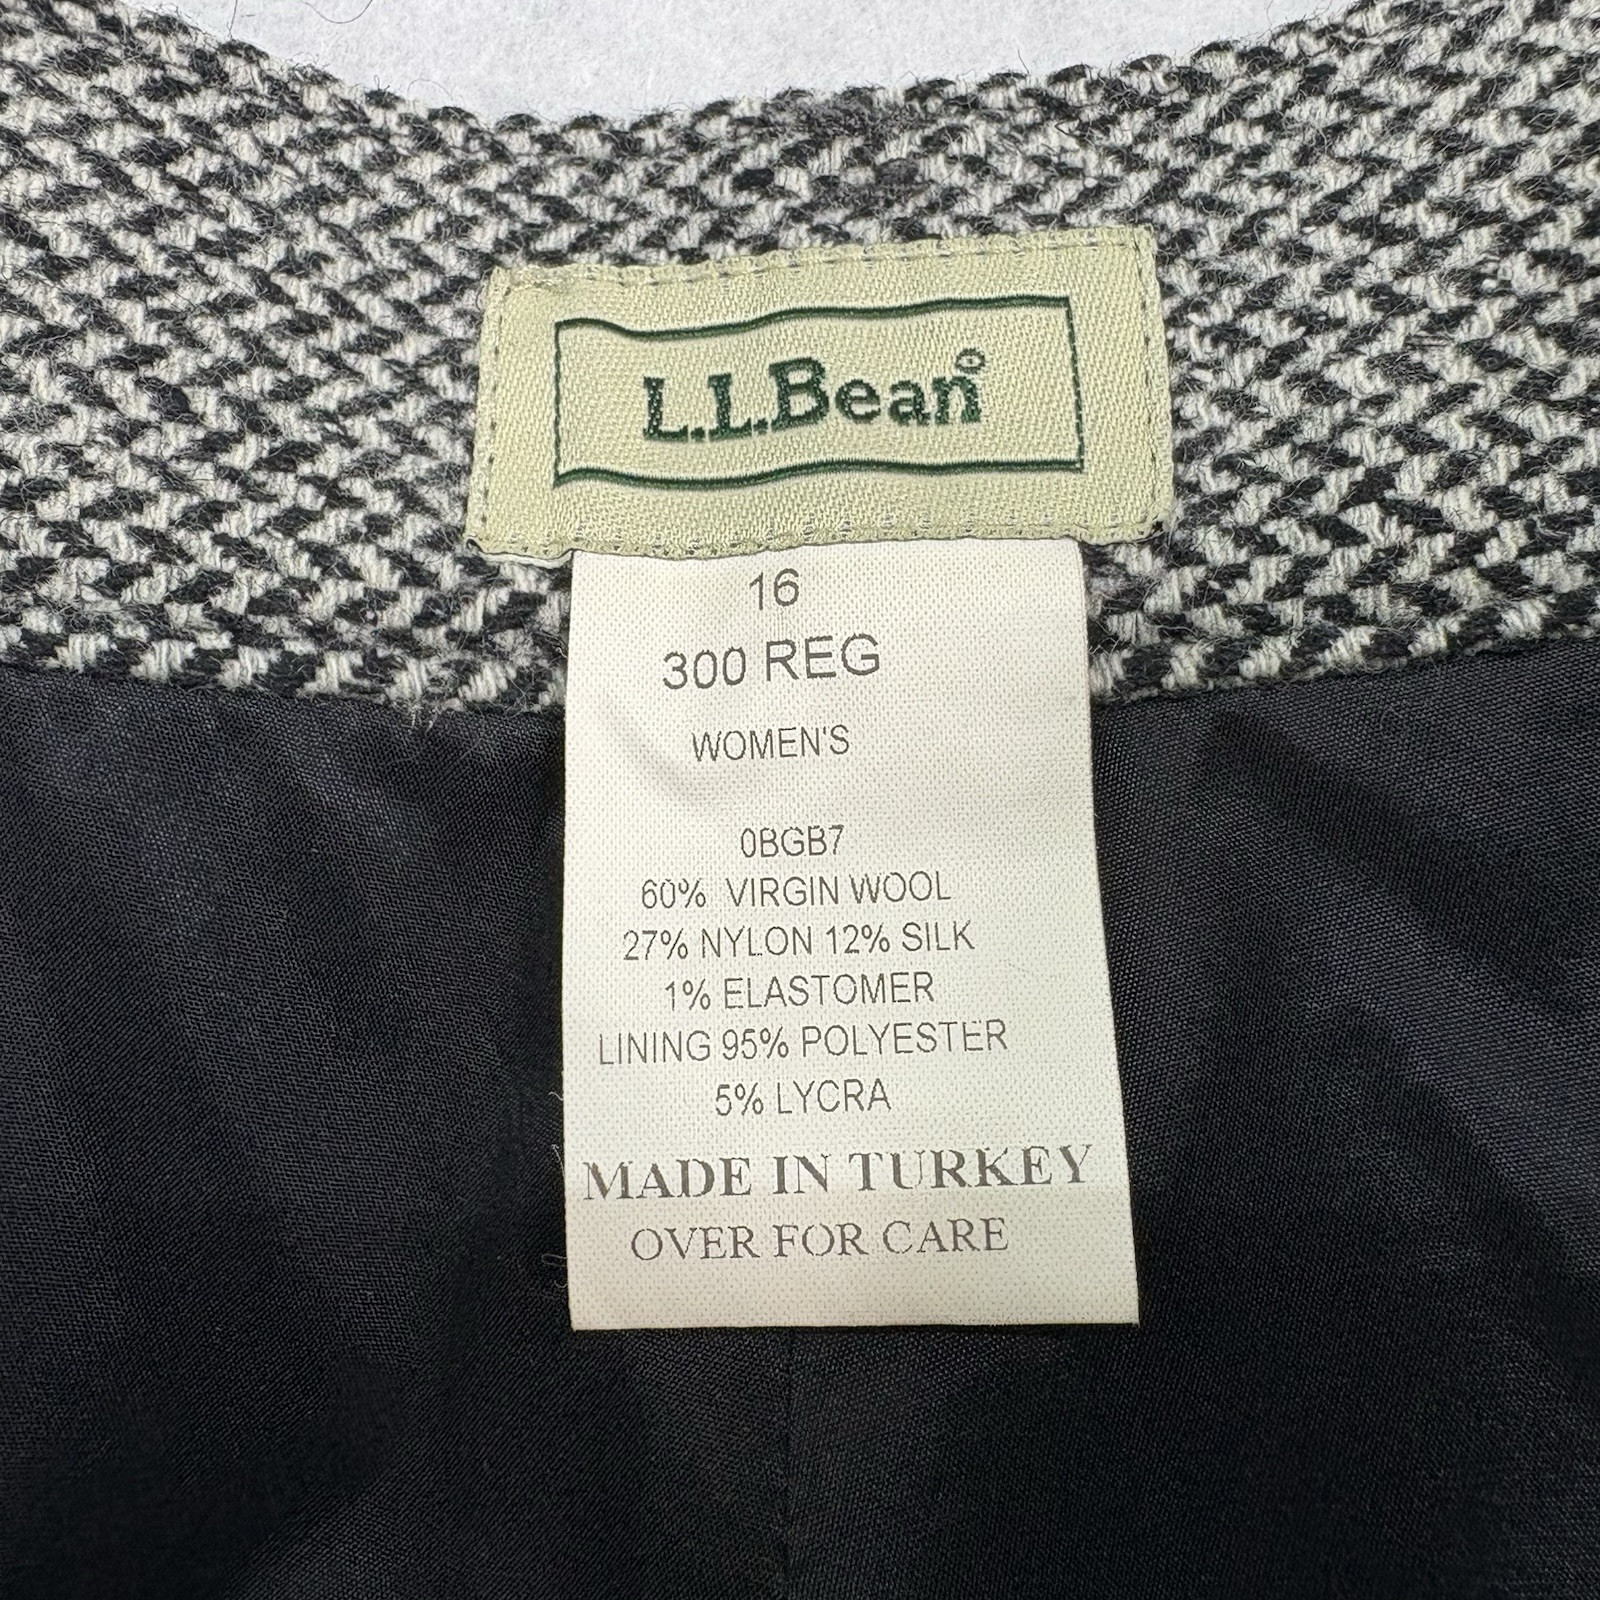 L.L.Bean®
16
300 REG
WOMEN'S
0BGB7
60% VIRGIN WOOL
27% NYLON 12% SILK
1% ELASTOMER
LINING 95% POLYESTER
5% LYCRA
MADE IN TURKEY
OVER FOR CARE